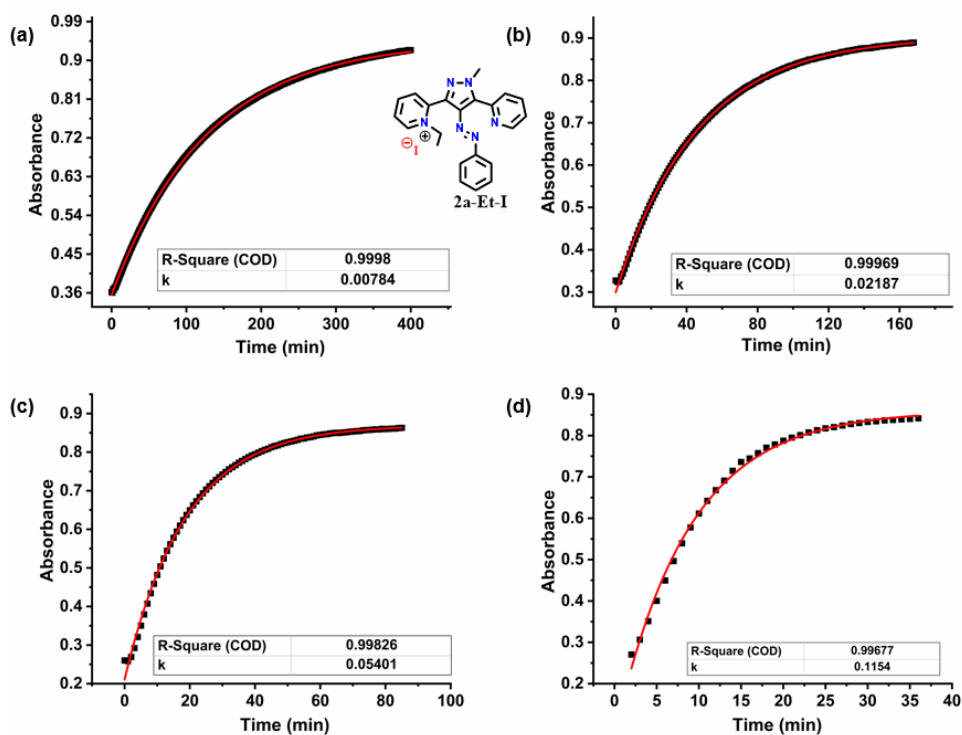 (a)
0.99
0.9
0.81
0.72
0.63
0.54
0.45
0.36
Absorbance
0 100 200 300 400
Time (min)
R-Square (COD) 0.9998
k 0.00784
N N
N
N
N
N
⊕
⊖I
2a-Et-I
(b)
0.9
0.8
0.7
0.6
0.5
0.4
0.3
Absorbance
0 40 80 120 160
Time (min)
R-Square (COD) 0.99969
k 0.02187
(c)
0.9
0.8
0.7
0.6
0.5
0.4
0.3
0.2
Absorbance
0 20 40 60 80 100
Time (min)
R-Square (COD) 0.99826
k 0.05401
(d)
0.9
0.8
0.7
0.6
0.5
0.4
0.3
0.2
Absorbance
0 5 10 15 20 25 30 35 40
Time (min)
R-Square (COD) 0.99677
k 0.1154